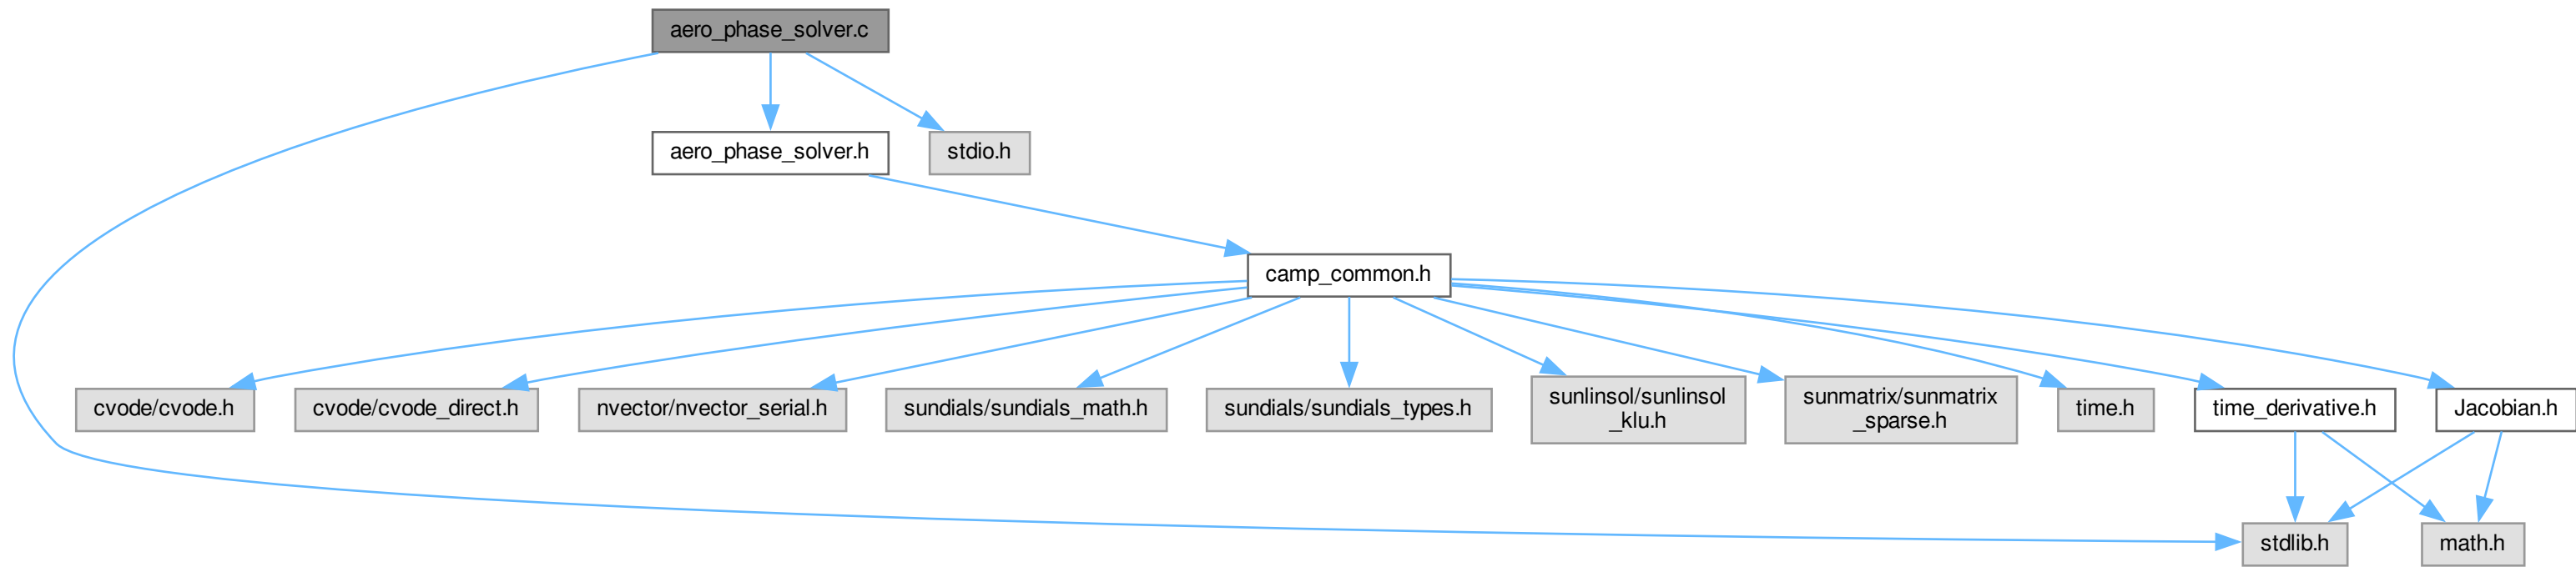 aero_phase_solver.c
aero_phase_solver.h
stdio.h
camp_common.h
cvode/cvode.h
cvode/cvode_direct.h
nvector/nvector_serial.h
sundials/sundials_math.h
sundials/sundials_types.h
sunlinsol/sunlinsol
_klu.h
sunmatrix/sunmatrix
_sparse.h
time.h
time_derivative.h
Jacobian.h
stdlib.h
math.h